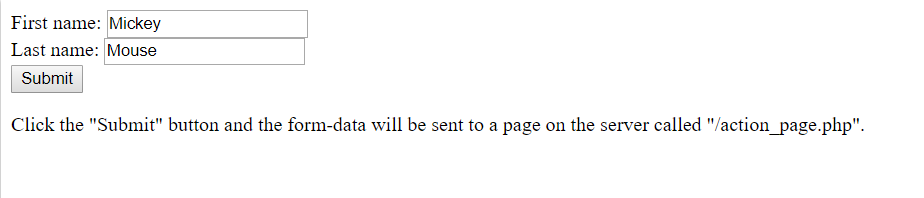 First name: Mickey
Last name: Mouse
Submit
Click the "Submit" button and the form-data will be sent to a page on the server called "/action_page.php".